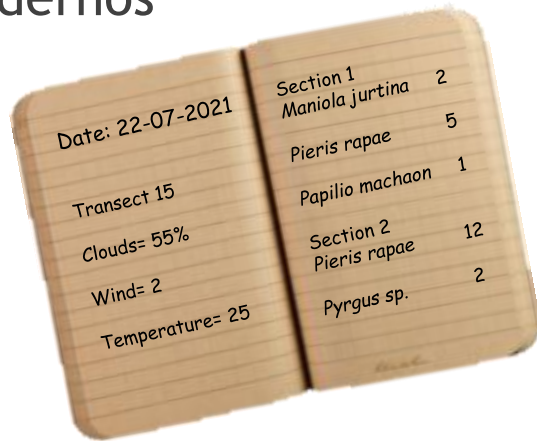 Date: 22-07-2021
Transect 15
Clouds= 55%
Wind= 2
Temperature= 25
Section 1
Maniola jurtina 2
Pieris rapae 5
Papilio machaon 1
Section 2
Pieris rapae 12
Pyrgus sp. 2